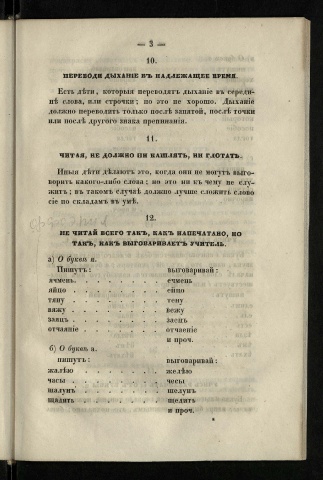 — 3 —
10.
ПЕРЕВОДИ ДЫХАНІЕ ВЪ НАДЛЕЖАЩЕЕ ВРЕМЯ.
Есть дѣти, которыя переводятъ дыханіе въ середи-
нѣ слова, или строчки; но это не хорошо. Дыханіе
должно переводить только послѣ запятой, послѣ точки
или послѣ другого знака препинанія.
11.
ЧИТАЯ, НЕ ДОЛЖНО НИ КАШЛЯТЬ, НИ ГЛОТАТЬ.
Иныя дѣти дѣлаютъ это, когда они не могутъ выго-
ворить какого-либо слова; но это ни къ чему не слу-
житъ; въ такомъ случаѣ должно лучше сложить слово
сіе по складамъ въ умѣ.
12.
НЕ ЧИТАЙ ВСЕГО ТАКЪ, КАКЪ НАПЕЧАТАНО, НО
ТАКЪ, КАКЪ ВЫГОВАРИВАЕТЪ УЧИТЕЛЬ.
а) О буквѣ я.
Пишутъ: выговаривай:
ячмень. . . . . . . . . ечмень
яйцо . . . . . . . . . ейцо
тяну . . . . . . . . . тену
вяжу . . . . . . . . . вежу
заяцъ . . . . . . . . . заецъ
отчаяніе . . . . . . . . отчаеніе
и проч.
б) О буквѣ а.
пишутъ: выговаривай:
жалѣю . . . . . . . . желѣю
часы . . . . . . . . . чесы
шалунъ . . . . . . . . шелунъ
щадить . . . . . . . . щедить
и проч.
*